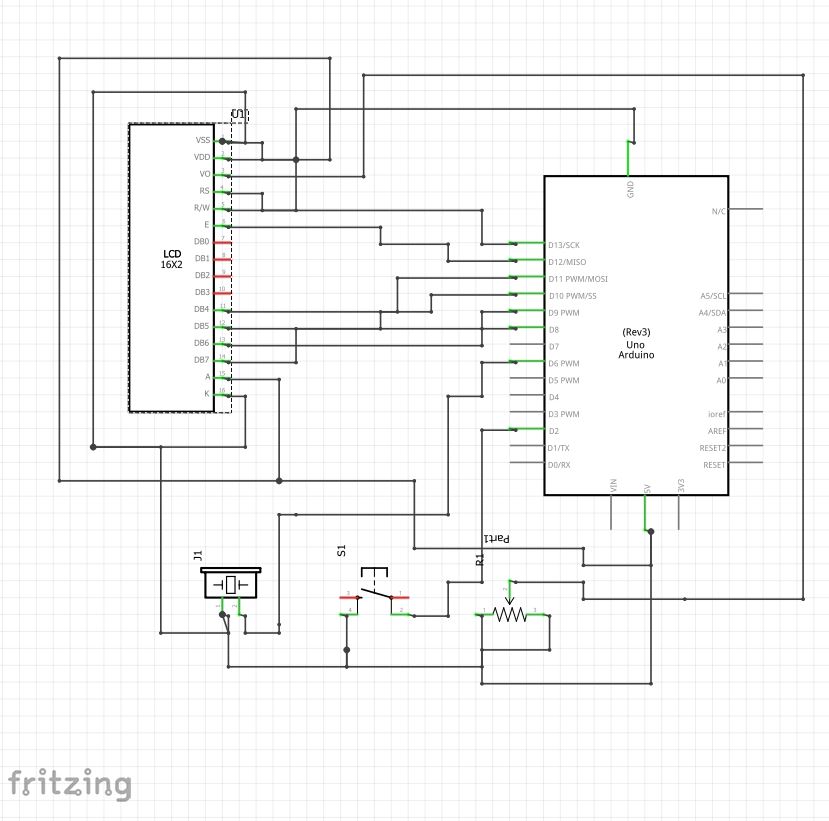 U1
VSS
VDD
VO
RS
R/W
E
DB0
DB1
DB2
DB3
DB4
DB5
DB6
DB7
A
K
LCD
16X2
GND
N/C
D13/SCK
D12/MISO
D11 PWM/MOSI
D10 PWM/SS
D9 PWM
D8
D7
D6 PWM
D5 PWM
D4
D3 PWM
D2
D1/TX
D0/RX
A5/SCL
A4/SDA
A3
A2
A1
A0
ioref
AREF
RESET2
RESET
(Rev3)
Uno
Arduino
VIN
5V
3V3
Part1
R1
S1
J1
fritzing